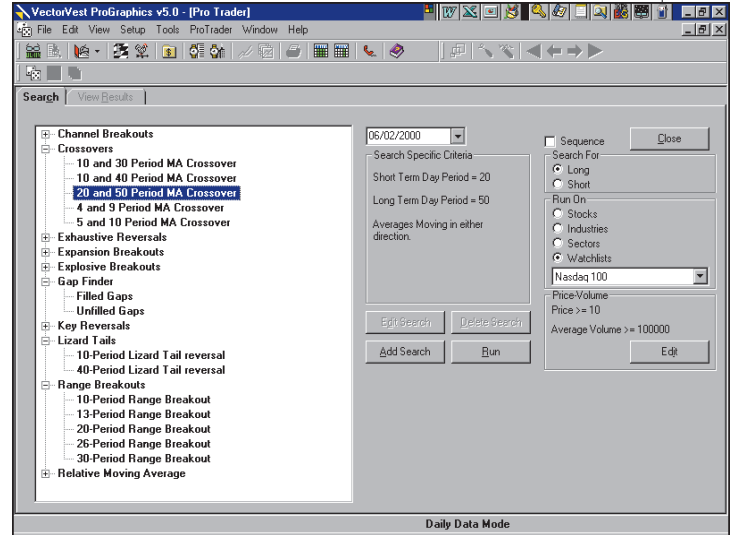 VectorVest ProGraphics v5.0 - [Pro Trader]
File Edit View Setup Tools ProTrader Window Help
Search View Results
Channel Breakouts
Crossovers
10 and 30 Period MA Crossover
10 and 40 Period MA Crossover
20 and 50 Period MA Crossover
4 and 9 Period MA Crossover
5 and 10 Period MA Crossover
Exhaustive Reversals
Expansion Breakouts
Explosive Breakouts
Gap Finder
Filled Gaps
Unfilled Gaps
Key Reversals
Lizard Tails
10-Period Lizard Tail reversal
40-Period Lizard Tail reversal
Range Breakouts
10-Period Range Breakout
13-Period Range Breakout
20-Period Range Breakout
26-Period Range Breakout
30-Period Range Breakout
Relative Moving Average
06/02/2000
Search Specific Criteria
Short Term Day Period = 20
Long Term Day Period = 50
Averages Moving in either
direction.
Edit Search Delete Search
Add Search Run
Sequence Close
Search For
Long
Short
Run On
Stocks
Industries
Sectors
Watchlists
Nasdaq 100
Price-Volume
Price >= 10
Average Volume >= 100000
Edit
Daily Data Mode